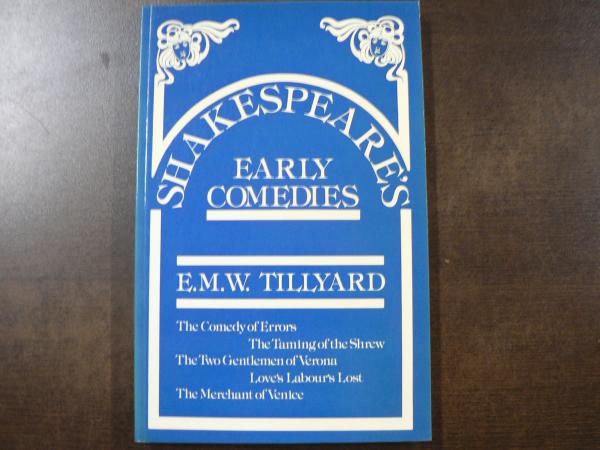 SHAKESPEARE'S
EARLY
COMEDIES
E.M.W. TILLYARD
The Comedy of Errors
The Taming of the Shrew
The Two Gentlemen of Verona
Love's Labour's Lost
The Merchant of Venice